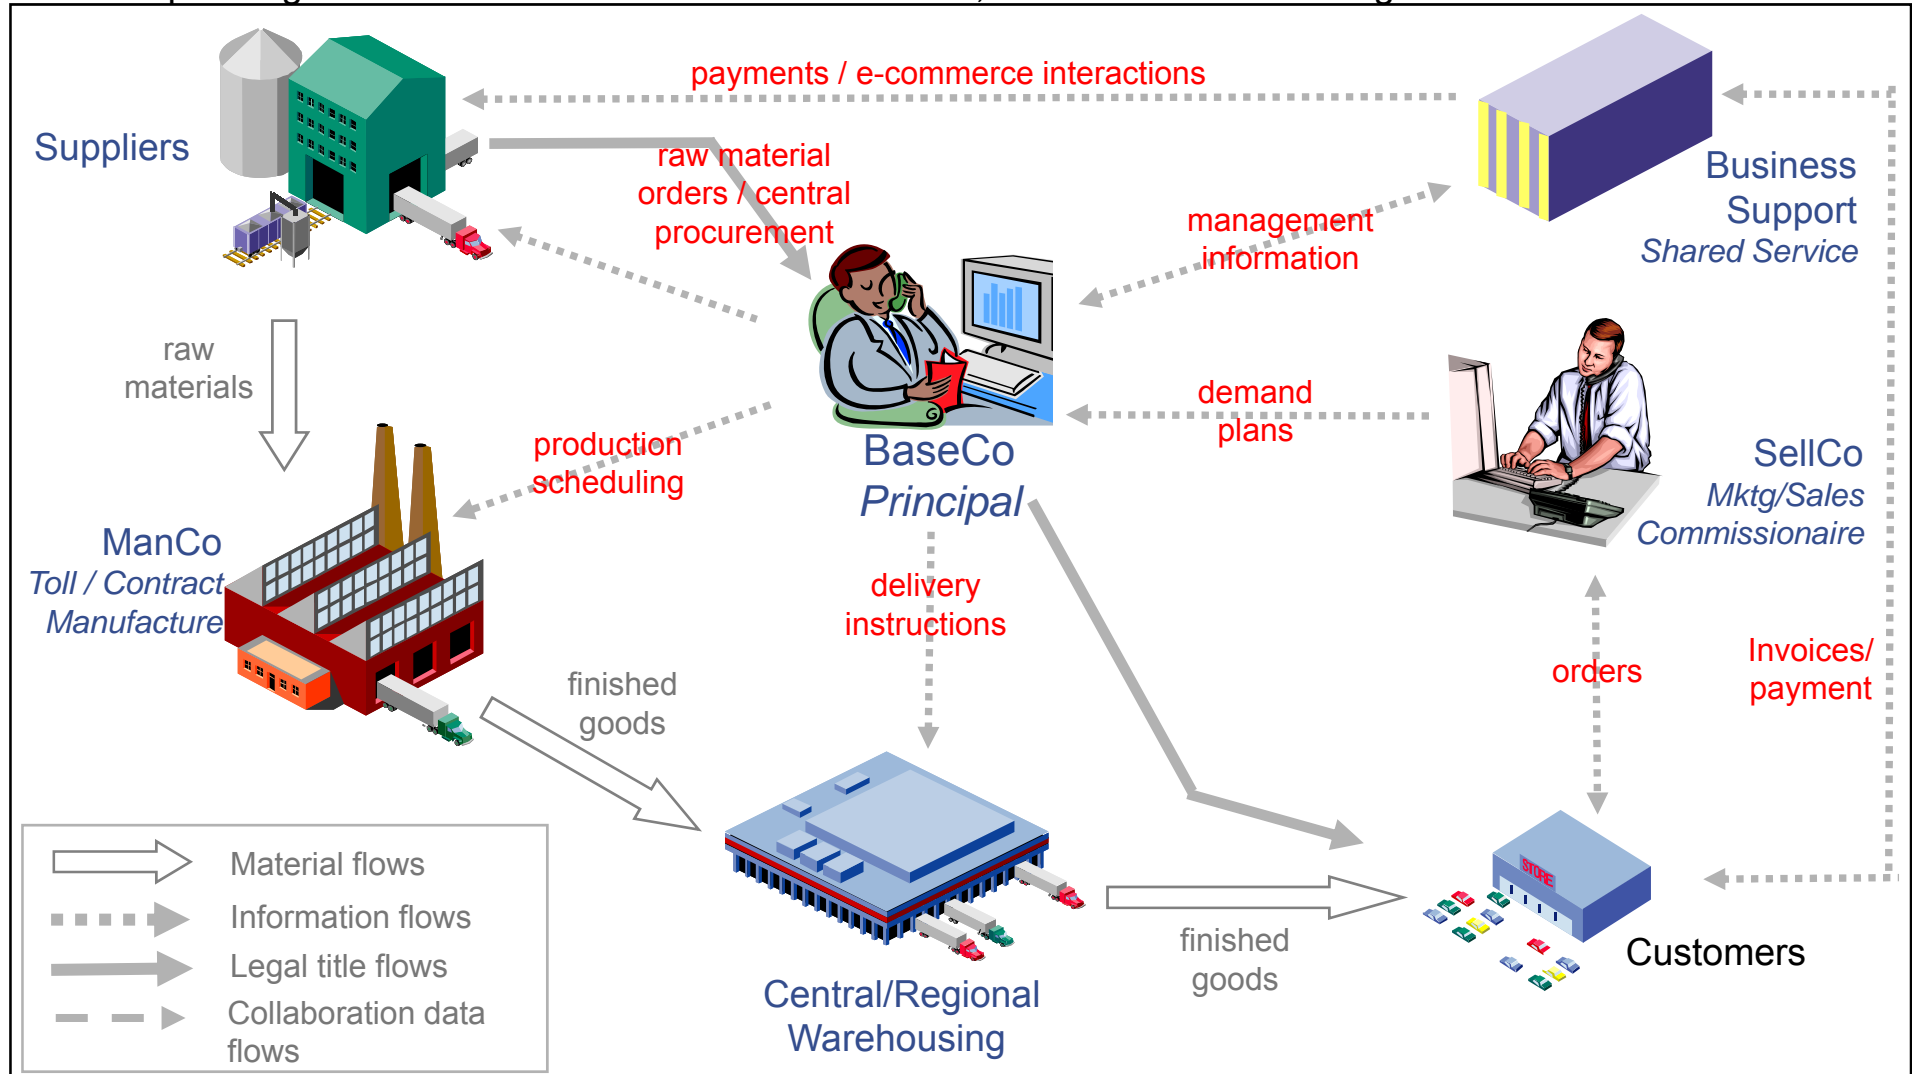 payments / e-commerce interactions
Suppliers
raw material
orders / central
procurement
Business
Support
Shared Service
management
information
raw
materials
demand
plans
production
scheduling
BaseCo
Principal
SellCo
Mktg/Sales
Commissionaire
ManCo
Toll / Contract
Manufacture
delivery
instructions
orders
Invoices/
payment
finished
goods
STORE
Material flows
Information flows
Legal title flows
Collaboration data
flows
finished
goods
Customers
Central/Regional
Warehousing